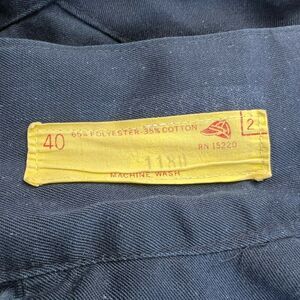 40 65% POLYESTER-35% COTTON 2
RN 15220
1180
MACHINE WASH